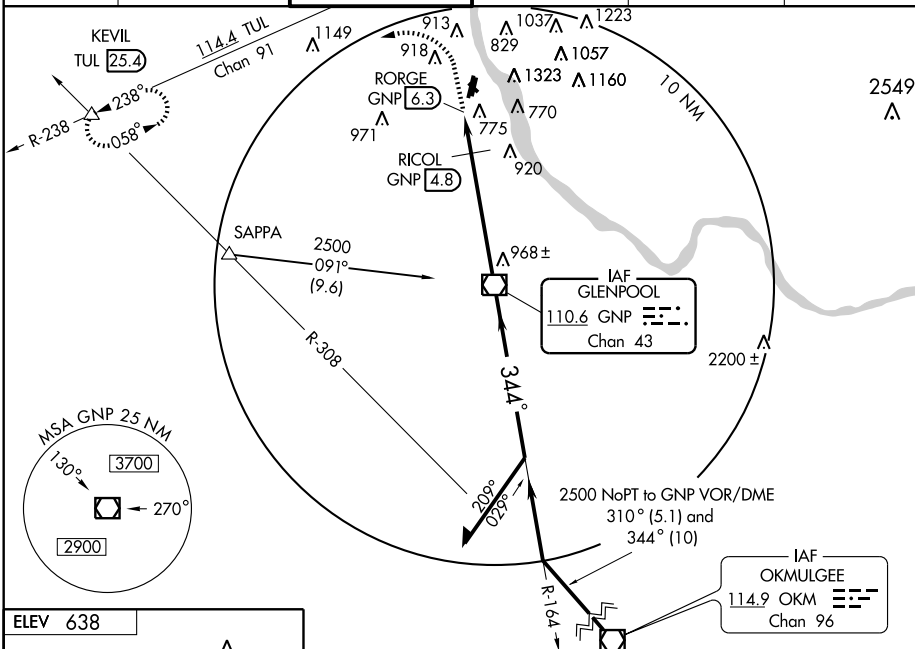 KEVIL
TUL 25.4
114.4 TUL
Chan 91
1149
913
918
829
1037
1223
1057
1323
1160
10 NM
2549
238°
058°
R-238
RORGE
GNP 6.3
971
775
770
RICOL
GNP 4.8
920
SAPPA
2500
091°
(9.6)
968±
IAF
GLENPOOL
110.6 GNP
Chan 43
2200±
R-308
344°
MSA GNP 25 NM
130°
3700
270°
2900
209°
029°
2500 NoPT to GNP VOR/DME
310° (5.1) and
344° (10)
R-164
IAF
OKMULGEE
114.9 OKM
Chan 96
ELEV 638